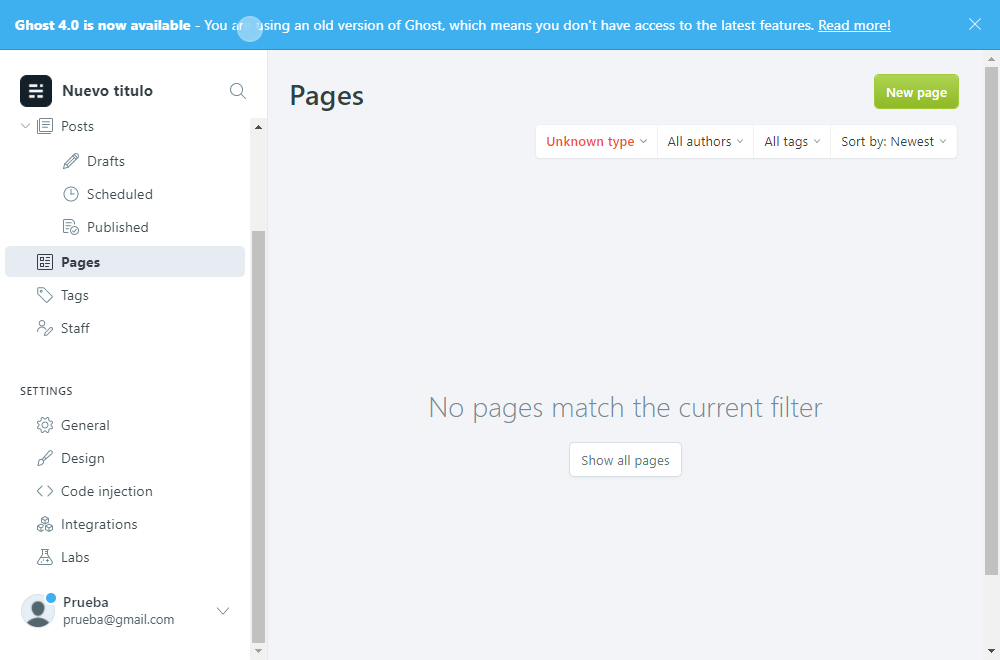 Ghost 4.0 is now available - You are using an old version of Ghost, which means you don't have access to the latest features. Read more!
Nuevo titulo
Posts
Drafts
Scheduled
Published
Pages
Tags
Staff
SETTINGS
General
Design
Code injection
Integrations
Labs
Prueba
prueba@gmail.com
Pages
New page
Unknown type All authors All tags Sort by: Newest
No pages match the current filter
Show all pages